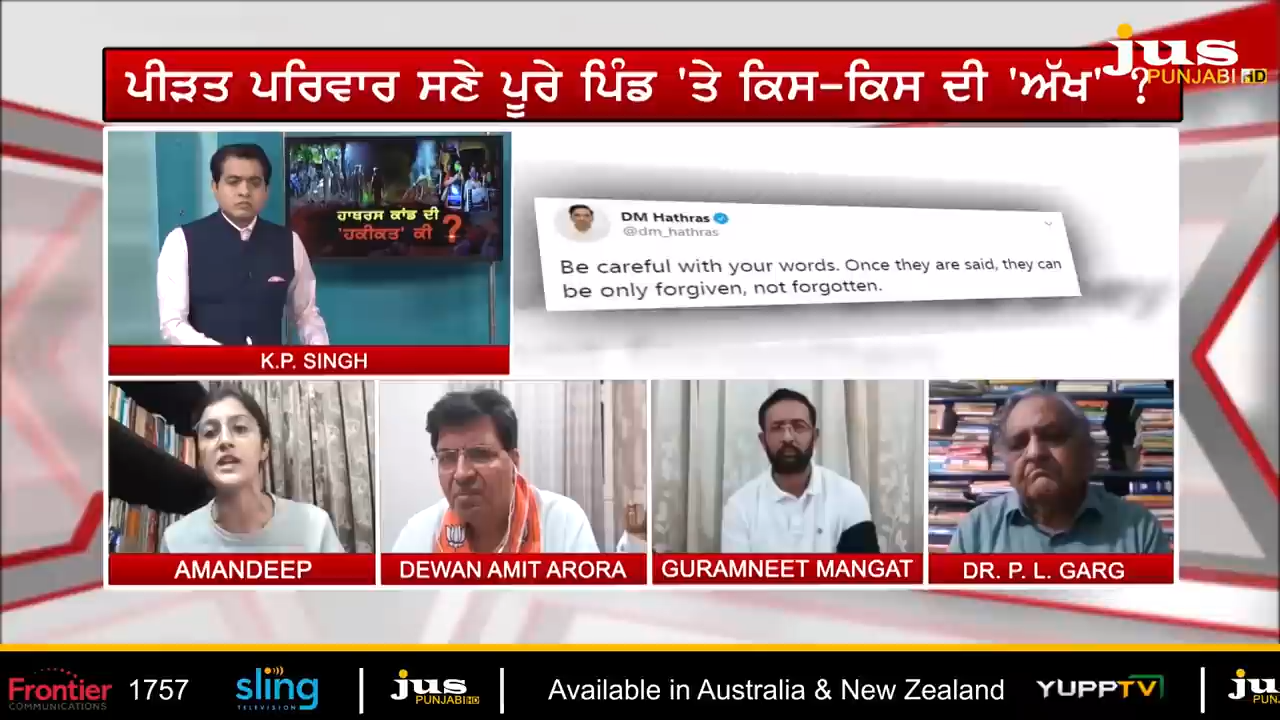 jus
PUNJABI HD
ਪੀੜਤ ਪਰਿਵਾਰ ਸਣੇ ਪੂਰੇ ਪਿੰਡ 'ਤੇ ਕਿਸ-ਕਿਸ ਦੀ 'ਅੱਖ' ?
ਹਾਥਰਸ ਕਾਂਡ ਦੀ
'ਹਕੀਕਤ' ਕੀ ?
DM Hathras
@dm_hathras
Be careful with your words. Once they are said, they can
be only forgiven, not forgotten.
K.P. SINGH
AMANDEEP
DEWAN AMIT ARORA
GURAMNEET MANGAT
DR. P. L. GARG
Frontier
COMMUNICATIONS
1757
sling
TELEVISION
jus
PUNJABI HD
Available in Australia & New Zealand
YUPPTV
ju
PUN